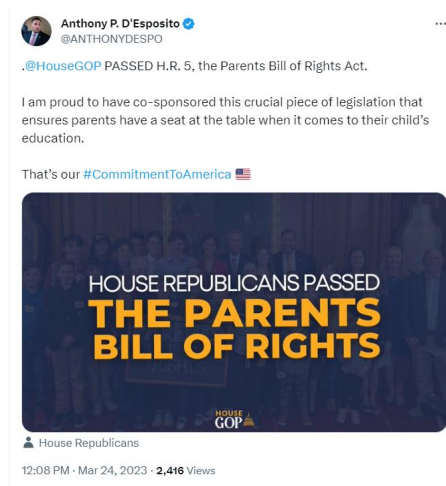 Anthony P. D'Esposito
@ANTHONYDESPO
.@HouseGOP PASSED H.R. 5, the Parents Bill of Rights Act.
I am proud to have co-sponsored this crucial piece of legislation that
ensures parents have a seat at the table when it comes to their child's
education.
That's our #CommitmentToAmerica 🇺🇸
HOUSE REPUBLICANS PASSED
THE PARENTS
BILL OF RIGHTS
HOUSE
GOP
House Republicans
12:08 PM · Mar 24, 2023 · 2,416 Views